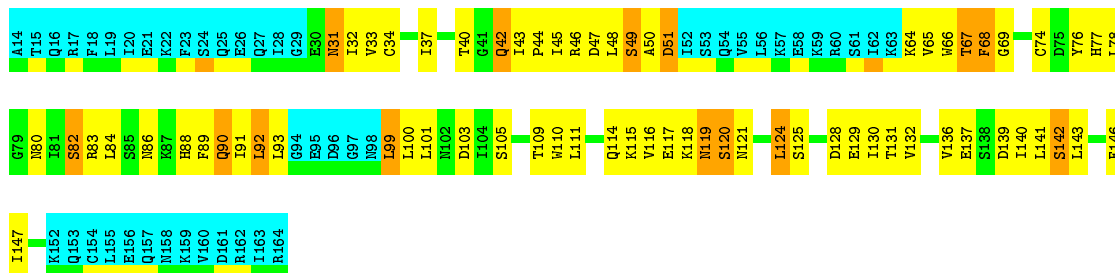 A14 T15 Q16 R17 F18 L19 I20 E21 K22 F23 S24 Q25 E26 Q27 I28 G29 E30 N31 I32 V33 C34 I37 T40 G41 Q42 I43 P44 I45 R46 D47 L48 S49 A50 D51 I52 S53 Q54 V55 L56 K57 E58 K59 R60 S61 I62 K63 K64 V65 W66 T67 F68 G69 C74 D75 Y76 H77 L78
G79 N80 I81 S82 R83 L84 S85 N86 K87 H88 F89 Q90 I91 L92 L93 G94 E95 D96 G97 N98 L99 L100 L101 N102 D103 I104 S105 T109 W110 L111 Q114 K115 V116 E117 K118 N119 S120 N121 L124 S125 D128 E129 I130 T131 V132 V136 E137 S138 D139 I140 L141 S142 L143
I147 K152 Q153 C154 L155 E156 Q157 N158 K159 V160 D161 R162 I163 R164